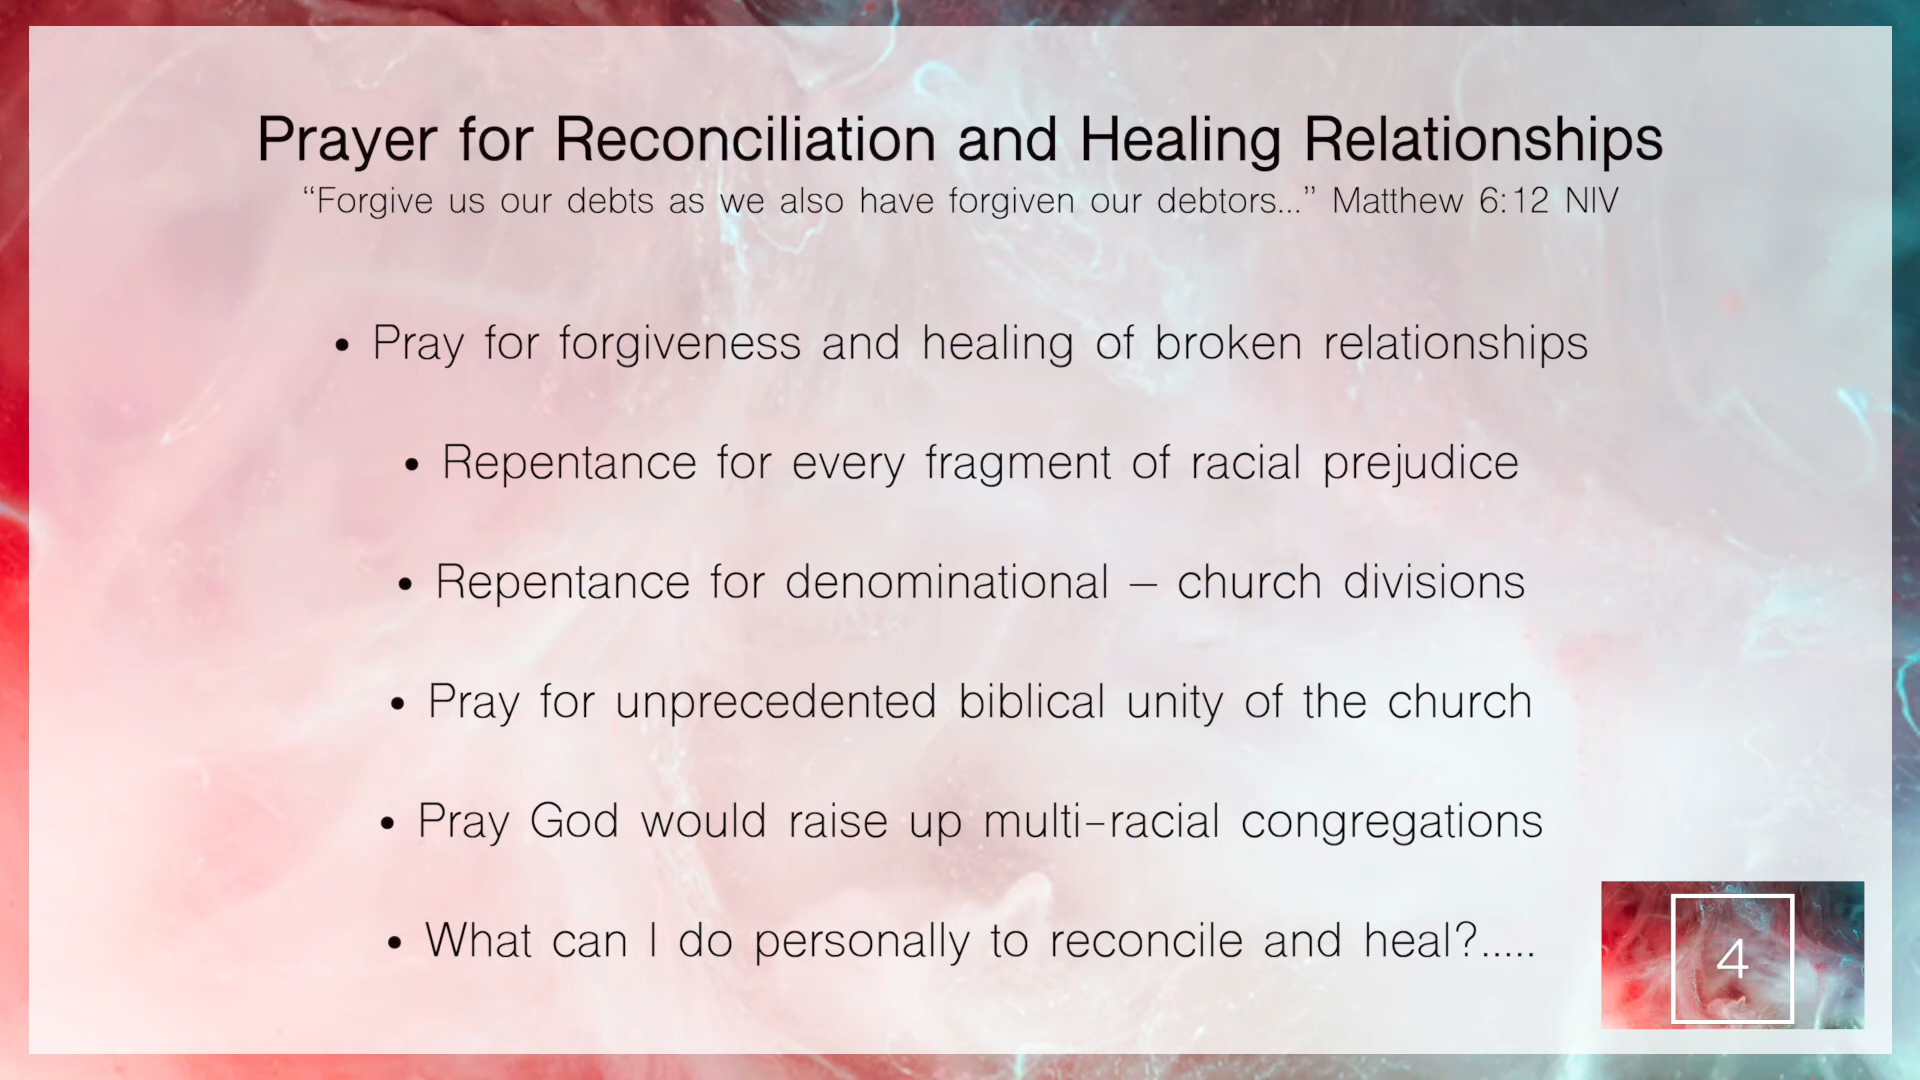 Prayer for Reconciliation and Healing Relationships
“Forgive us our debts as we also have forgiven our debtors...” Matthew 6:12 NIV
• Pray for forgiveness and healing of broken relationships
• Repentance for every fragment of racial prejudice
• Repentance for denominational – church divisions
• Pray for unprecedented biblical unity of the church
• Pray God would raise up multi-racial congregations
• What can I do personally to reconcile and heal?.....
4